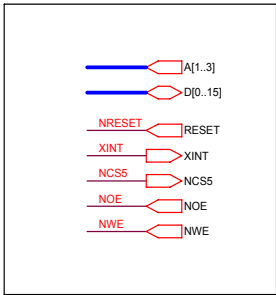 A[1..3]
D[0..15]
NRESET RESET
XINT XINT
NCS5 NCS5
NOE NOE
NWE NWE